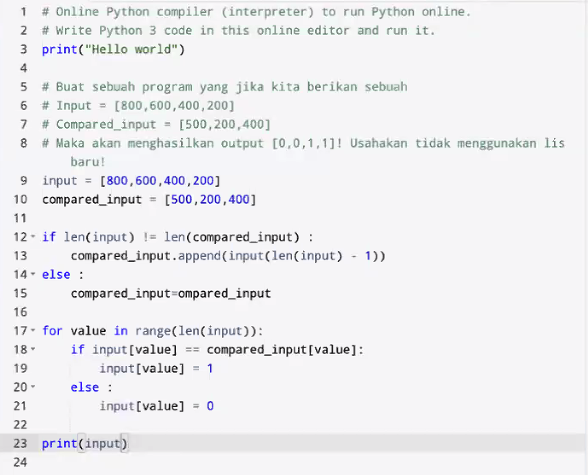 1 # Online Python compiler (interpreter) to run Python online.
2 # Write Python 3 code in this online editor and run it.
3 print("Hello world")
4
5 # Buat sebuah program yang jika kita berikan sebuah
6 # Input = [800,600,400,200]
7 # Compared_input = [500,200,400]
8 # Maka akan menghasilkan output [0,0,1,1]! Usahakan tidak menggunakan lis
baru!
9 input = [800,600,400,200]
10 compared_input = [500,200,400]
11
12 if len(input) != len(compared_input) :
13     compared_input.append(input(len(input) - 1))
14 else :
15     compared_input=ompared_input
16
17 for value in range(len(input)):
18     if input[value] == compared_input[value]:
19         input[value] = 1
20     else :
21         input[value] = 0
22
23 print(input)
24